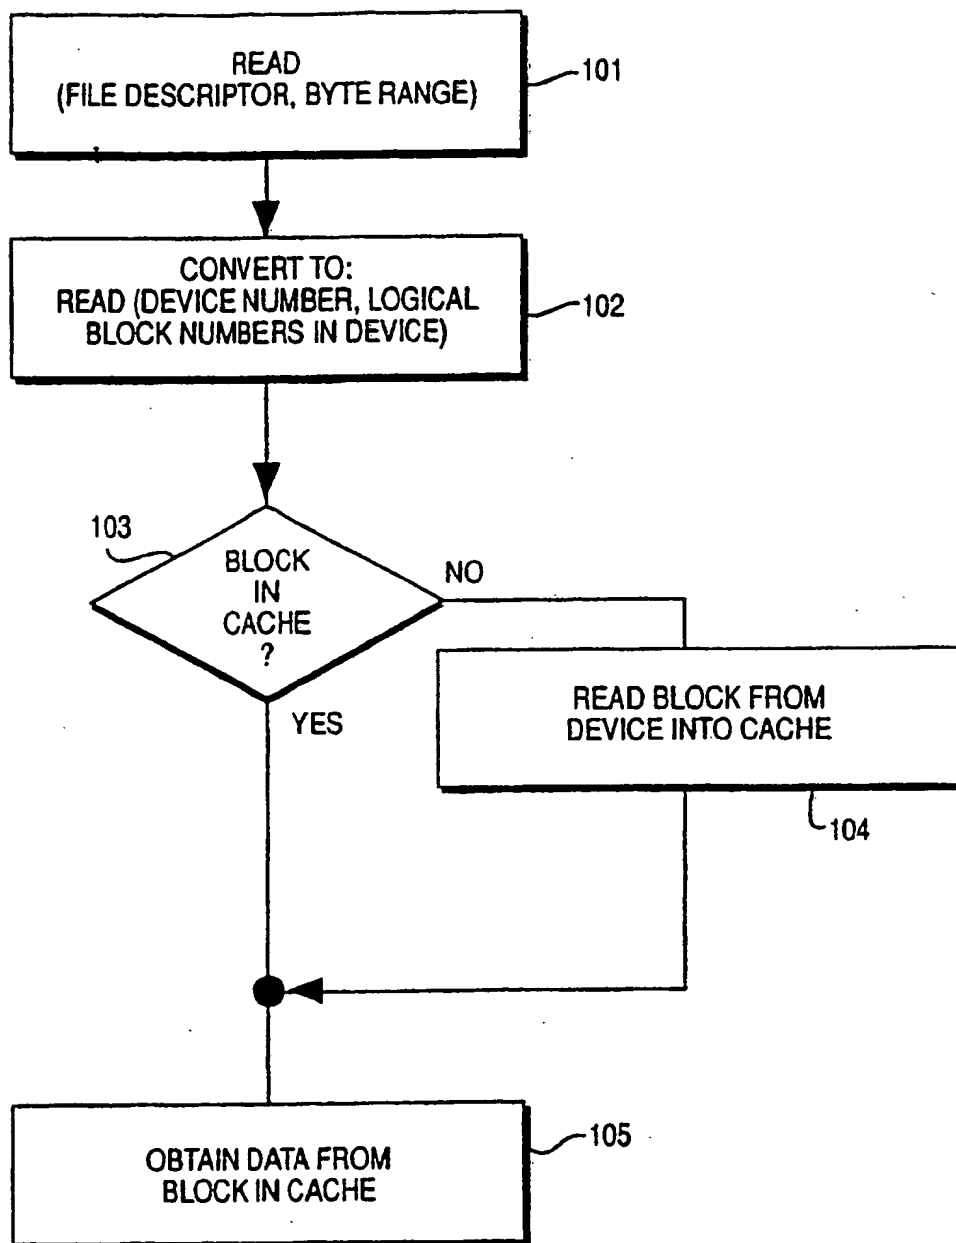 READ
(FILE DESCRIPTOR, BYTE RANGE)
101
CONVERT TO:
READ (DEVICE NUMBER, LOGICAL
BLOCK NUMBERS IN DEVICE)
102
103
BLOCK
IN
CACHE
?
NO
YES
READ BLOCK FROM
DEVICE INTO CACHE
104
OBTAIN DATA FROM
BLOCK IN CACHE
105